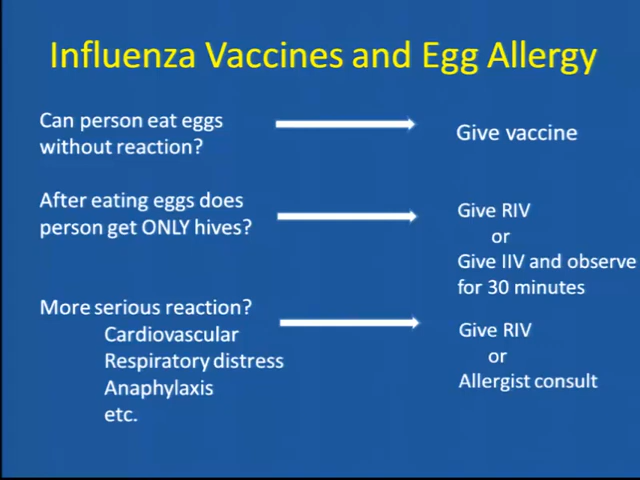 Influenza Vaccines and Egg Allergy
Can person eat eggs
without reaction?
Give vaccine
After eating eggs does
person get ONLY hives?
Give RIV
or
Give IIV and observe
for 30 minutes
More serious reaction?
Cardiovascular
Respiratory distress
Anaphylaxis
etc.
Give RIV
or
Allergist consult